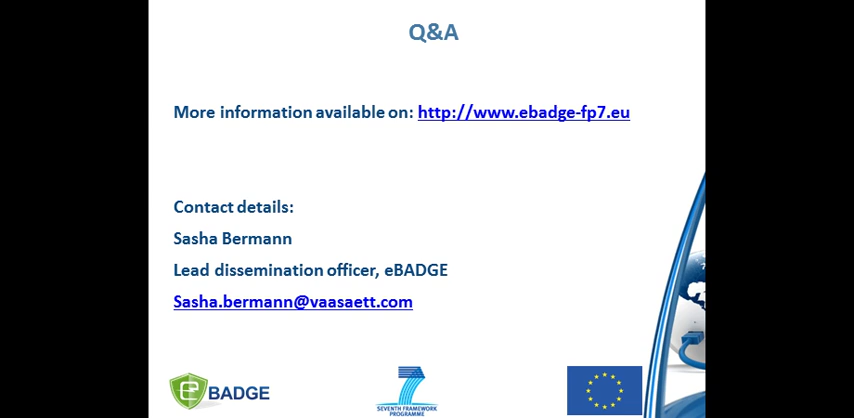 Q&A
More information available on: http://www.ebadge-fp7.eu
Contact details:
Sasha Bermann
Lead dissemination officer, eBADGE
Sasha.bermann@vaasaett.com
e BADGE
SEVENTH FRAMEWORK
PROGRAMME